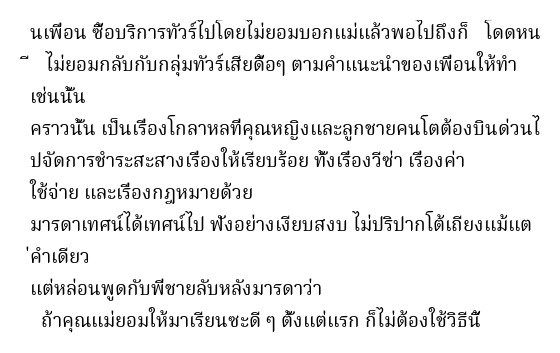 นเพื่อน ซื้อบริการทัวร์ไปโดยไม่ยอมบอกแม่แล้วพอไปถึงก็ โดดหน
ี ไม่ยอมกลับกับกลุ่มทัวร์เสียดื้อๆ ตามคำแนะนำของเพื่อนให้ทำ
เช่นนั้น
คราวนั้น เป็นเรื่องโกลาหลที่คุณหญิงและลูกชายคนโตต้องบินด่วนไ
ปจัดการชำระสะสางเรื่องให้เรียบร้อย ทั้งเรื่องวีซ่า เรื่องค่า
ใช้จ่าย และเรื่องกฎหมายด้วย
มารดาเทศน์ได้เทศน์ไป ฟังอย่างเงียบสงบ ไม่ปริปากโต้เถียงแม้แต
่คำเดียว
แต่หล่อนพูดกับพี่ชายลับหลังมารดาว่า
ถ้าคุณแม่ยอมให้มาเรียนซะดี ๆ ตั้งแต่แรก ก็ไม่ต้องใช้วิธีนี้